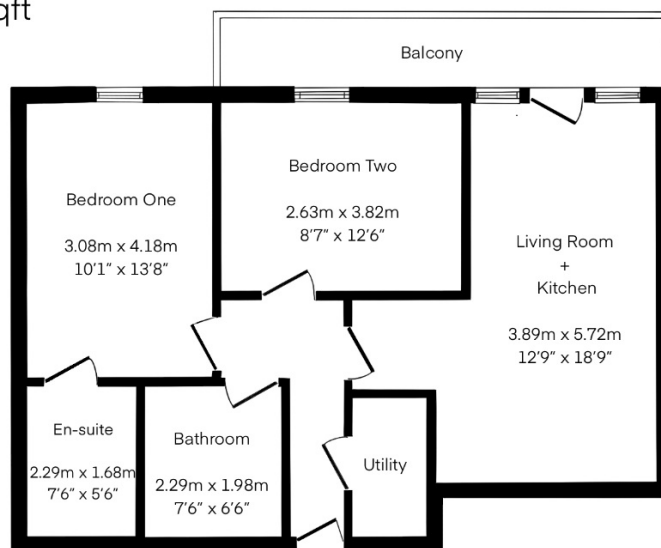 Balcony
Bedroom One
3.08m x 4.18m
10'1" x 13'8"
Bedroom Two
2.63m x 3.82m
8'7" x 12'6"
Living Room
+
Kitchen
3.89m x 5.72m
12'9" x 18'9"
En-suite
2.29m x 1.68m
7'6" x 5'6"
Bathroom
2.29m x 1.98m
7'6" x 6'6"
Utility